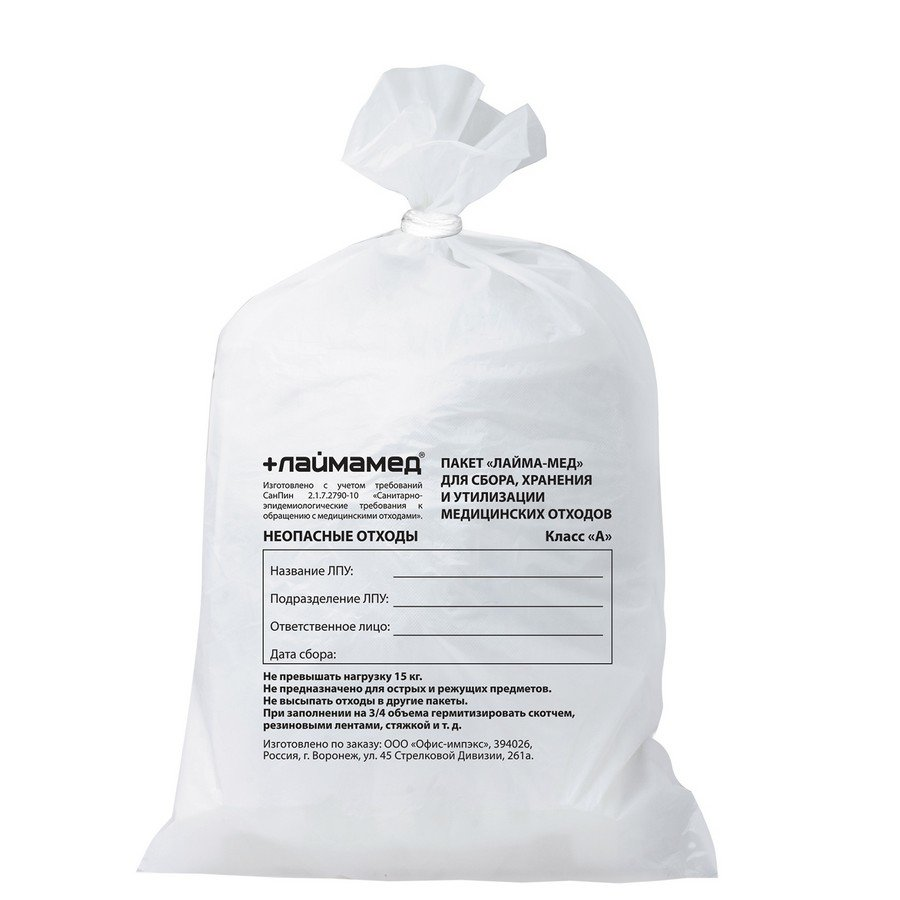 +лаймамед®
Изготовлено с учетом требований
СанПин 2.1.7.2790-10 «Санитарно-
эпидемиологические требования к
обращению с медицинскими отходами».
ПАКЕТ «ЛАЙМА-МЕД»
ДЛЯ СБОРА, ХРАНЕНИЯ
И УТИЛИЗАЦИИ
МЕДИЦИНСКИХ ОТХОДОВ
НЕОПАСНЫЕ ОТХОДЫ Класс «А»
Название ЛПУ:
Подразделение ЛПУ:
Ответственное лицо:
Дата сбора:
Не превышать нагрузку 15 кг.
Не предназначено для острых и режущих предметов.
Не высыпать отходы в другие пакеты.
При заполнении на 3/4 объема гермитизировать скотчем,
резиновыми лентами, стяжкой и т. д.
Изготовлено по заказу: ООО «Офис-импэкс», 394026,
Россия, г. Воронеж, ул. 45 Стрелковой Дивизии, 261а.